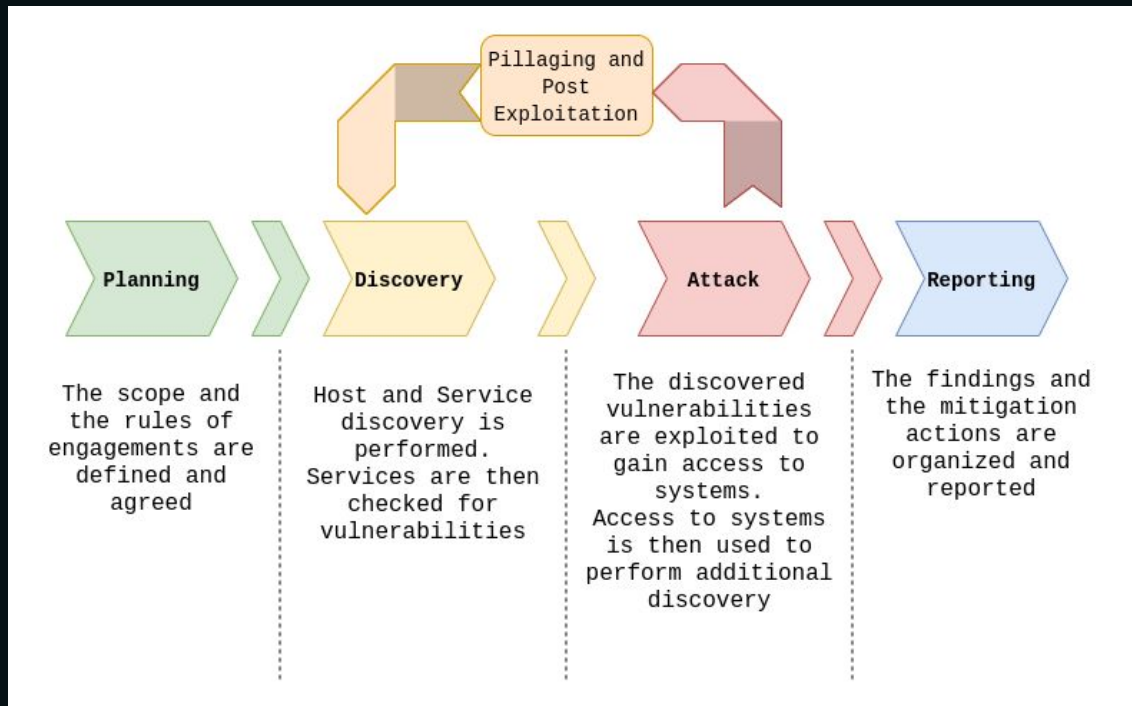 Pillaging and
Post
Exploitation
Planning
Discovery
Attack
Reporting
The scope and
the rules of
engagements are
defined and
agreed
Host and Service
discovery is
performed.
Services are then
checked for
vulnerabilities
The discovered
vulnerabilities
are exploited to
gain access to
systems.
Access to systems
is then used to
perform additional
discovery
The findings and
the mitigation
actions are
organized and
reported